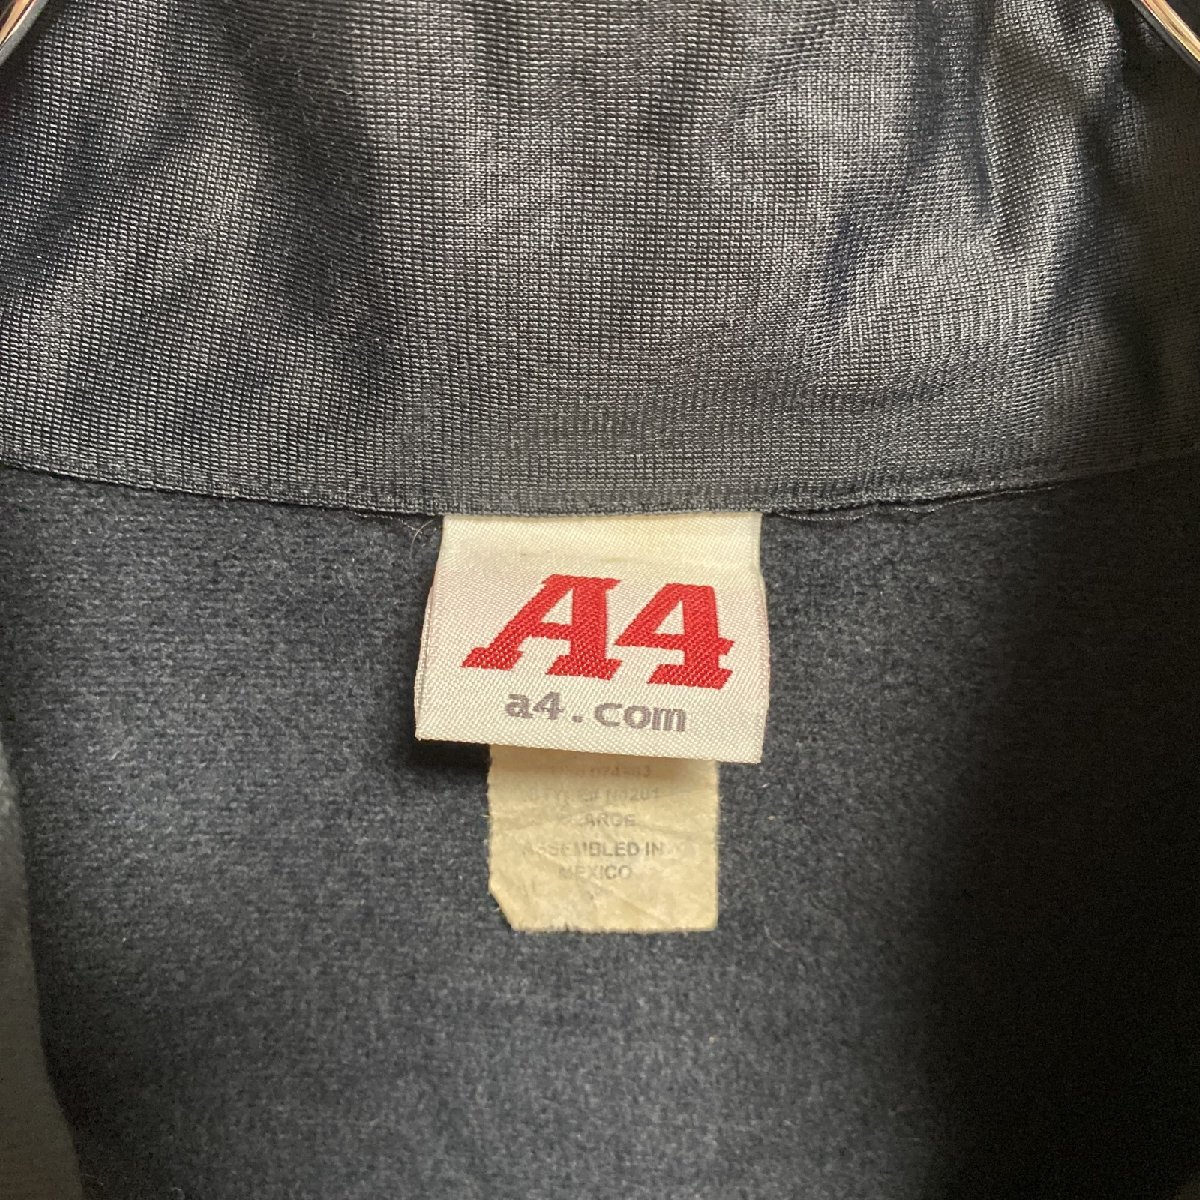 A4
a4.com
LARGE
ASSEMBLED IN
MEXICO